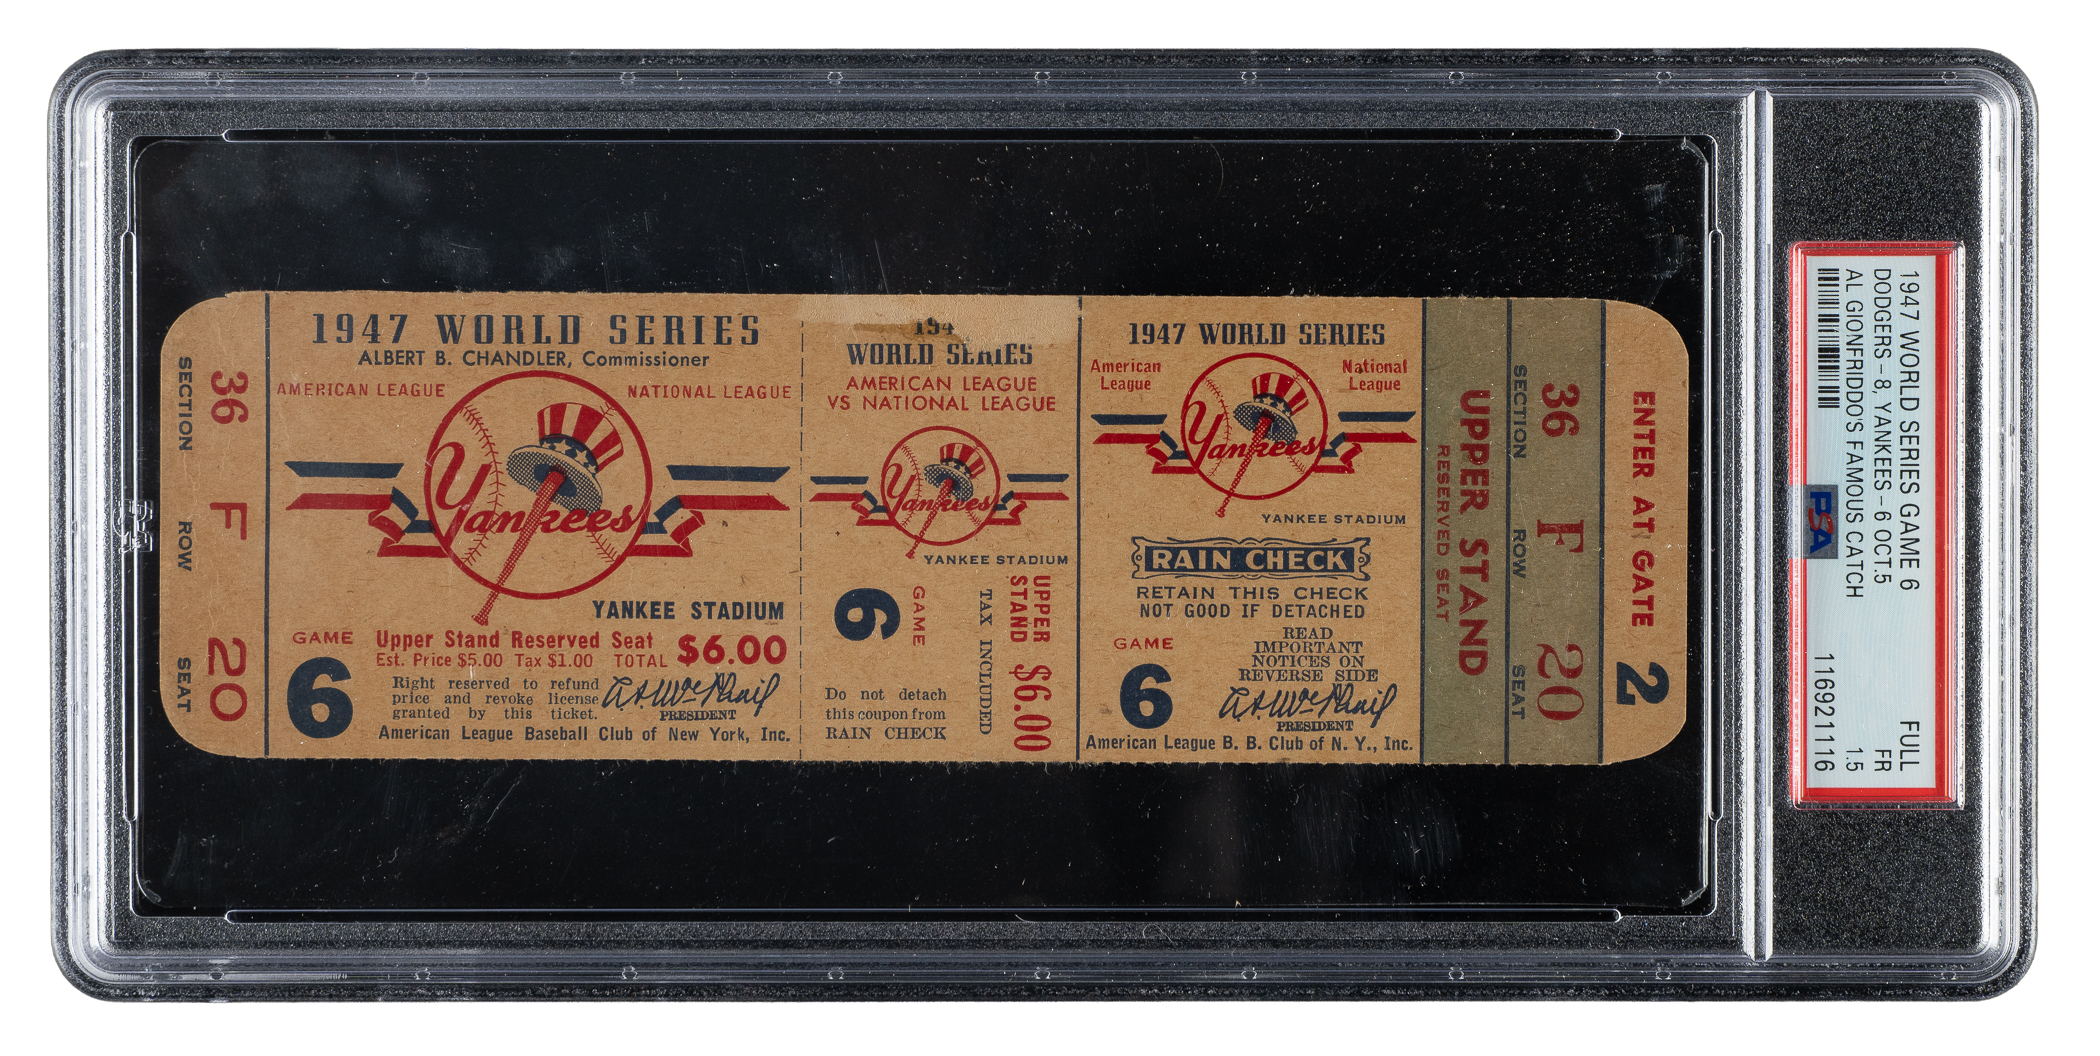 SECTION
36
ROW
F
SEAT
20
1947 WORLD SERIES
ALBERT B. CHANDLER, Commissioner
AMERICAN LEAGUE
NATIONAL LEAGUE
Yankees
YANKEE STADIUM
GAME
6
Upper Stand Reserved Seat
Est. Price $5.00 Tax $1.00 TOTAL $6.00
Right reserved to refund
price and revoke license
granted by this ticket.
PRESIDENT
American League Baseball Club of New York, Inc.
194
WORLD SERIES
AMERICAN LEAGUE
VS NATIONAL LEAGUE
Yankees
YANKEE STADIUM
GAME
6
UPPER
STAND $6.00
TAX INCLUDED
Do not detach
this coupon from
RAIN CHECK
1947 WORLD SERIES
American
League
National
League
Yankees
YANKEE STADIUM
RAIN CHECK
RETAIN THIS CHECK
NOT GOOD IF DETACHED
GAME
6
READ
IMPORTANT
NOTICES ON
REVERSE SIDE
PRESIDENT
American League B. B. Club of N. Y., Inc.
UPPER STAND
RESERVED SEAT
SECTION
36
ROW
F
SEAT
20
ENTER AT GATE
2
1947 WORLD SERIES GAME 6 FULL
DODGERS - 8, YANKEES - 6 OCT.5 FR
AL GIONFRIDDO'S FAMOUS CATCH 1.5
116921116
PSA